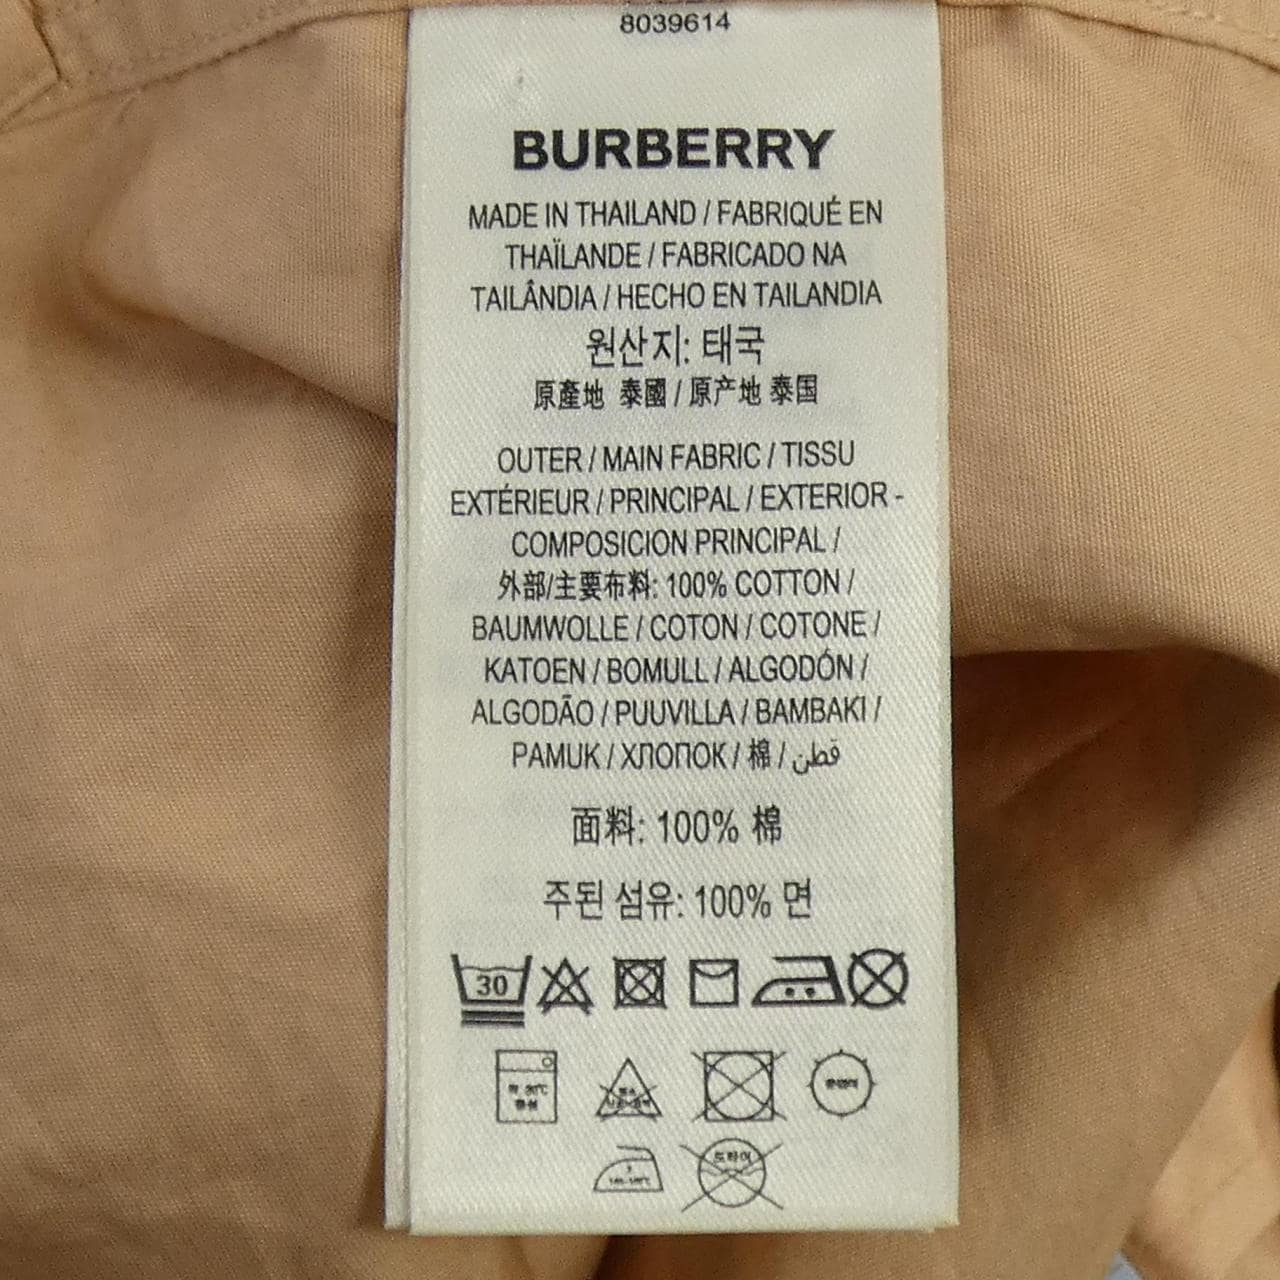 8039614
BURBERRY
MADE IN THAILAND / FABRIQUÉ EN
THAÏLANDE / FABRICADO NA
TAILÂNDIA / HECHO EN TAILANDIA
원산지: 태국
原產地 泰國 / 原产地 泰国
OUTER / MAIN FABRIC / TISSU
EXTÉRIEUR / PRINCIPAL / EXTERIOR -
COMPOSICION PRINCIPAL /
外部/主要布料: 100% COTTON /
BAUMWOLLE / COTON / COTONE /
KATOEN / BOMULL / ALGODÓN /
ALGODÃO / PUUVILLA / BAMBAKI /
PAMUK / ХЛОПОК / 棉 / قطن
面料: 100% 棉
주된 섬유: 100% 면
30
드라이